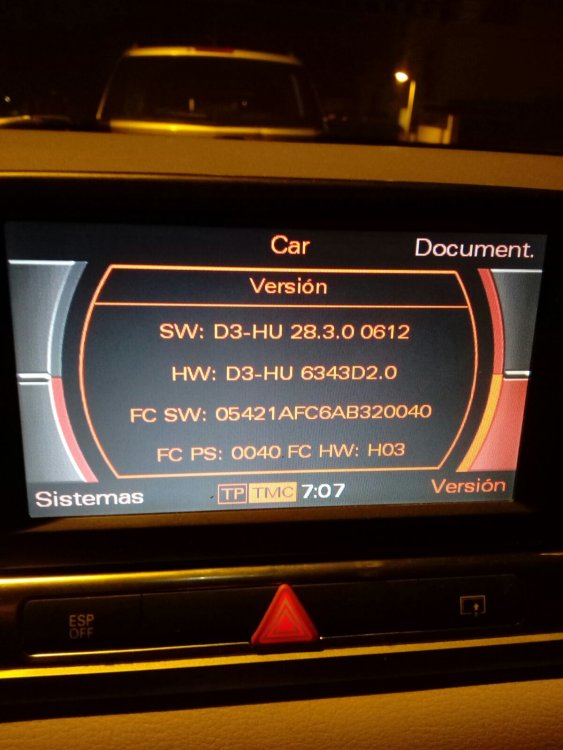 Car
Document.
Versión
SW: D3-HU 28.3.0 0612
HW: D3-HU 6343D2.0
FC SW: 05421AFC6AB320040
FC PS: 0040 FC HW: H03
Sistemas
TP TMC 7:07
Versión
ESP
OFF